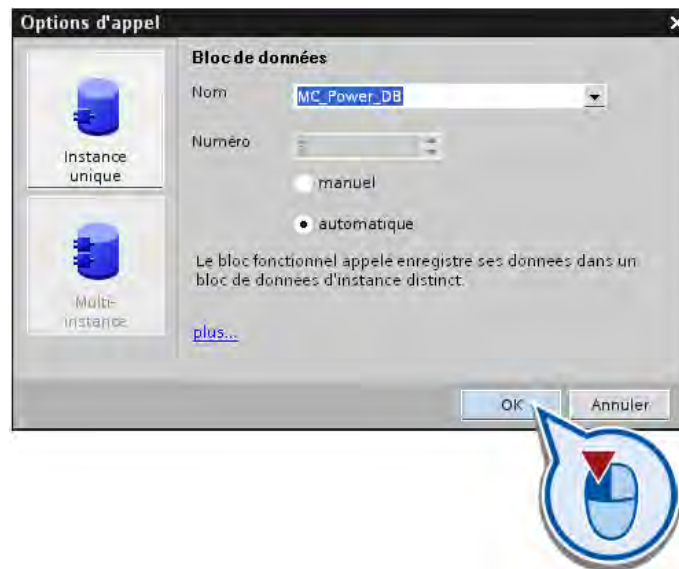 Options d'appel
Bloc de données
Nom
MC_Power_DB
Numéro
Instance
unique
manuel
automatique
Le bloc fonctionnel appelé enregistre ses données dans un
bloc de données d'instance distinct.
Multi-
instance
plus...
OK
Annuler